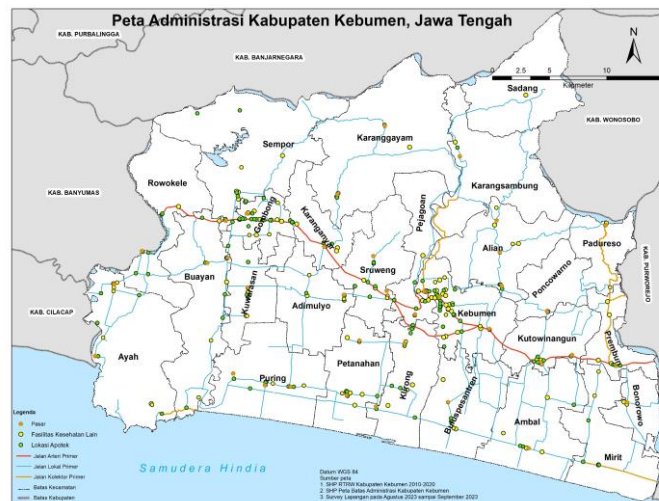 Peta Administrasi Kabupaten Kebumen, Jawa Tengah
KAB. PURBALINGGA
KAB. BANJARNEGARA
N
0 2.5 5 10
Kilometer
Sadang
KAB. WONOSOBO
Karanggayam
Sempor
Rowokele
Karangsambung
KAB. BANYUMAS
Gombong
Karanganyar
Pejagoan
Alian
Padureso
Sruweng
Poncowarno
KAB. PURWOREJO
Buayan
Kuwarasan
Adimulyo
Kebumen
KAB. CILACAP
Kutowinangun
Prembun
Ayah
Petanahan
Puring
Klirong
Buluspesantren
Bonorowo
Ambal
Mirit
Legenda
Pasar
Fasilitas Kesehatan Lain
Lokasi Apotek
Jalan Arteri Primer
Jalan Lokal Primer
Jalan Kolektor Primer
Batas Kecamatan
Batas Kabupaten
Samudera Hindia
Datum WGS 84
Sumber peta:
1. SHP RTRW Kabupaten Kebumen 2010-2020
2. SHP Peta Batas Administrasi Kabupaten Kebumen
3. Survey Lapangan pada Agustus 2023 sampai September 2023